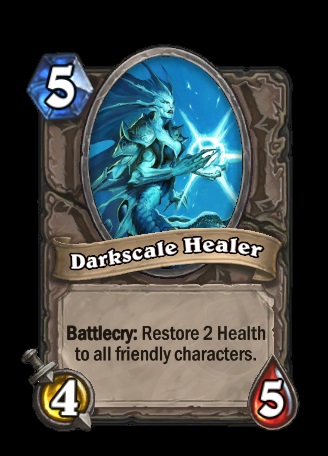 5
Darkscale Healer
Battlecry: Restore 2 Health
to all friendly characters.
4
5